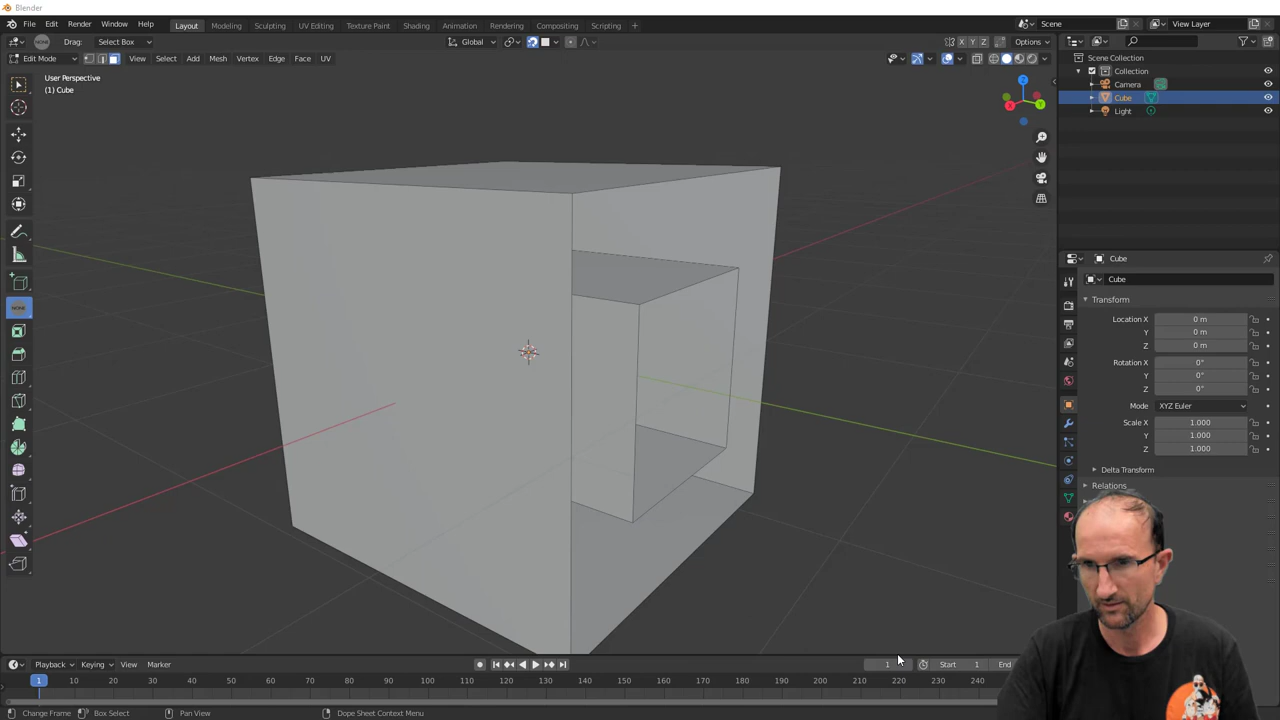 Blender
File Edit Render Window Help Layout Modeling Sculpting UV Editing Texture Paint Shading Animation Rendering Compositing Scripting + Scene View Layer
Drag: Select Box Global X Y Z Options
Edit Mode View Select Add Mesh Vertex Edge Face UV
User Perspective
(1) Cube
Z
X Y
NONE
Scene Collection
Collection
Camera
Cube
Light
Cube
Cube
Transform
Location X 0 m
Y 0 m
Z 0 m
Rotation X 0°
Y 0°
Z 0°
Mode XYZ Euler
Scale X 1.000
Y 1.000
Z 1.000
Delta Transform
Relations
Playback Keying View Marker 1 Start 1 End
1 10 20 30 40 50 60 70 80 90 100 110 120 130 140 150 160 170 180 190 200 210 220 230 240
Change Frame Box Select Pan View Dope Sheet Context Menu